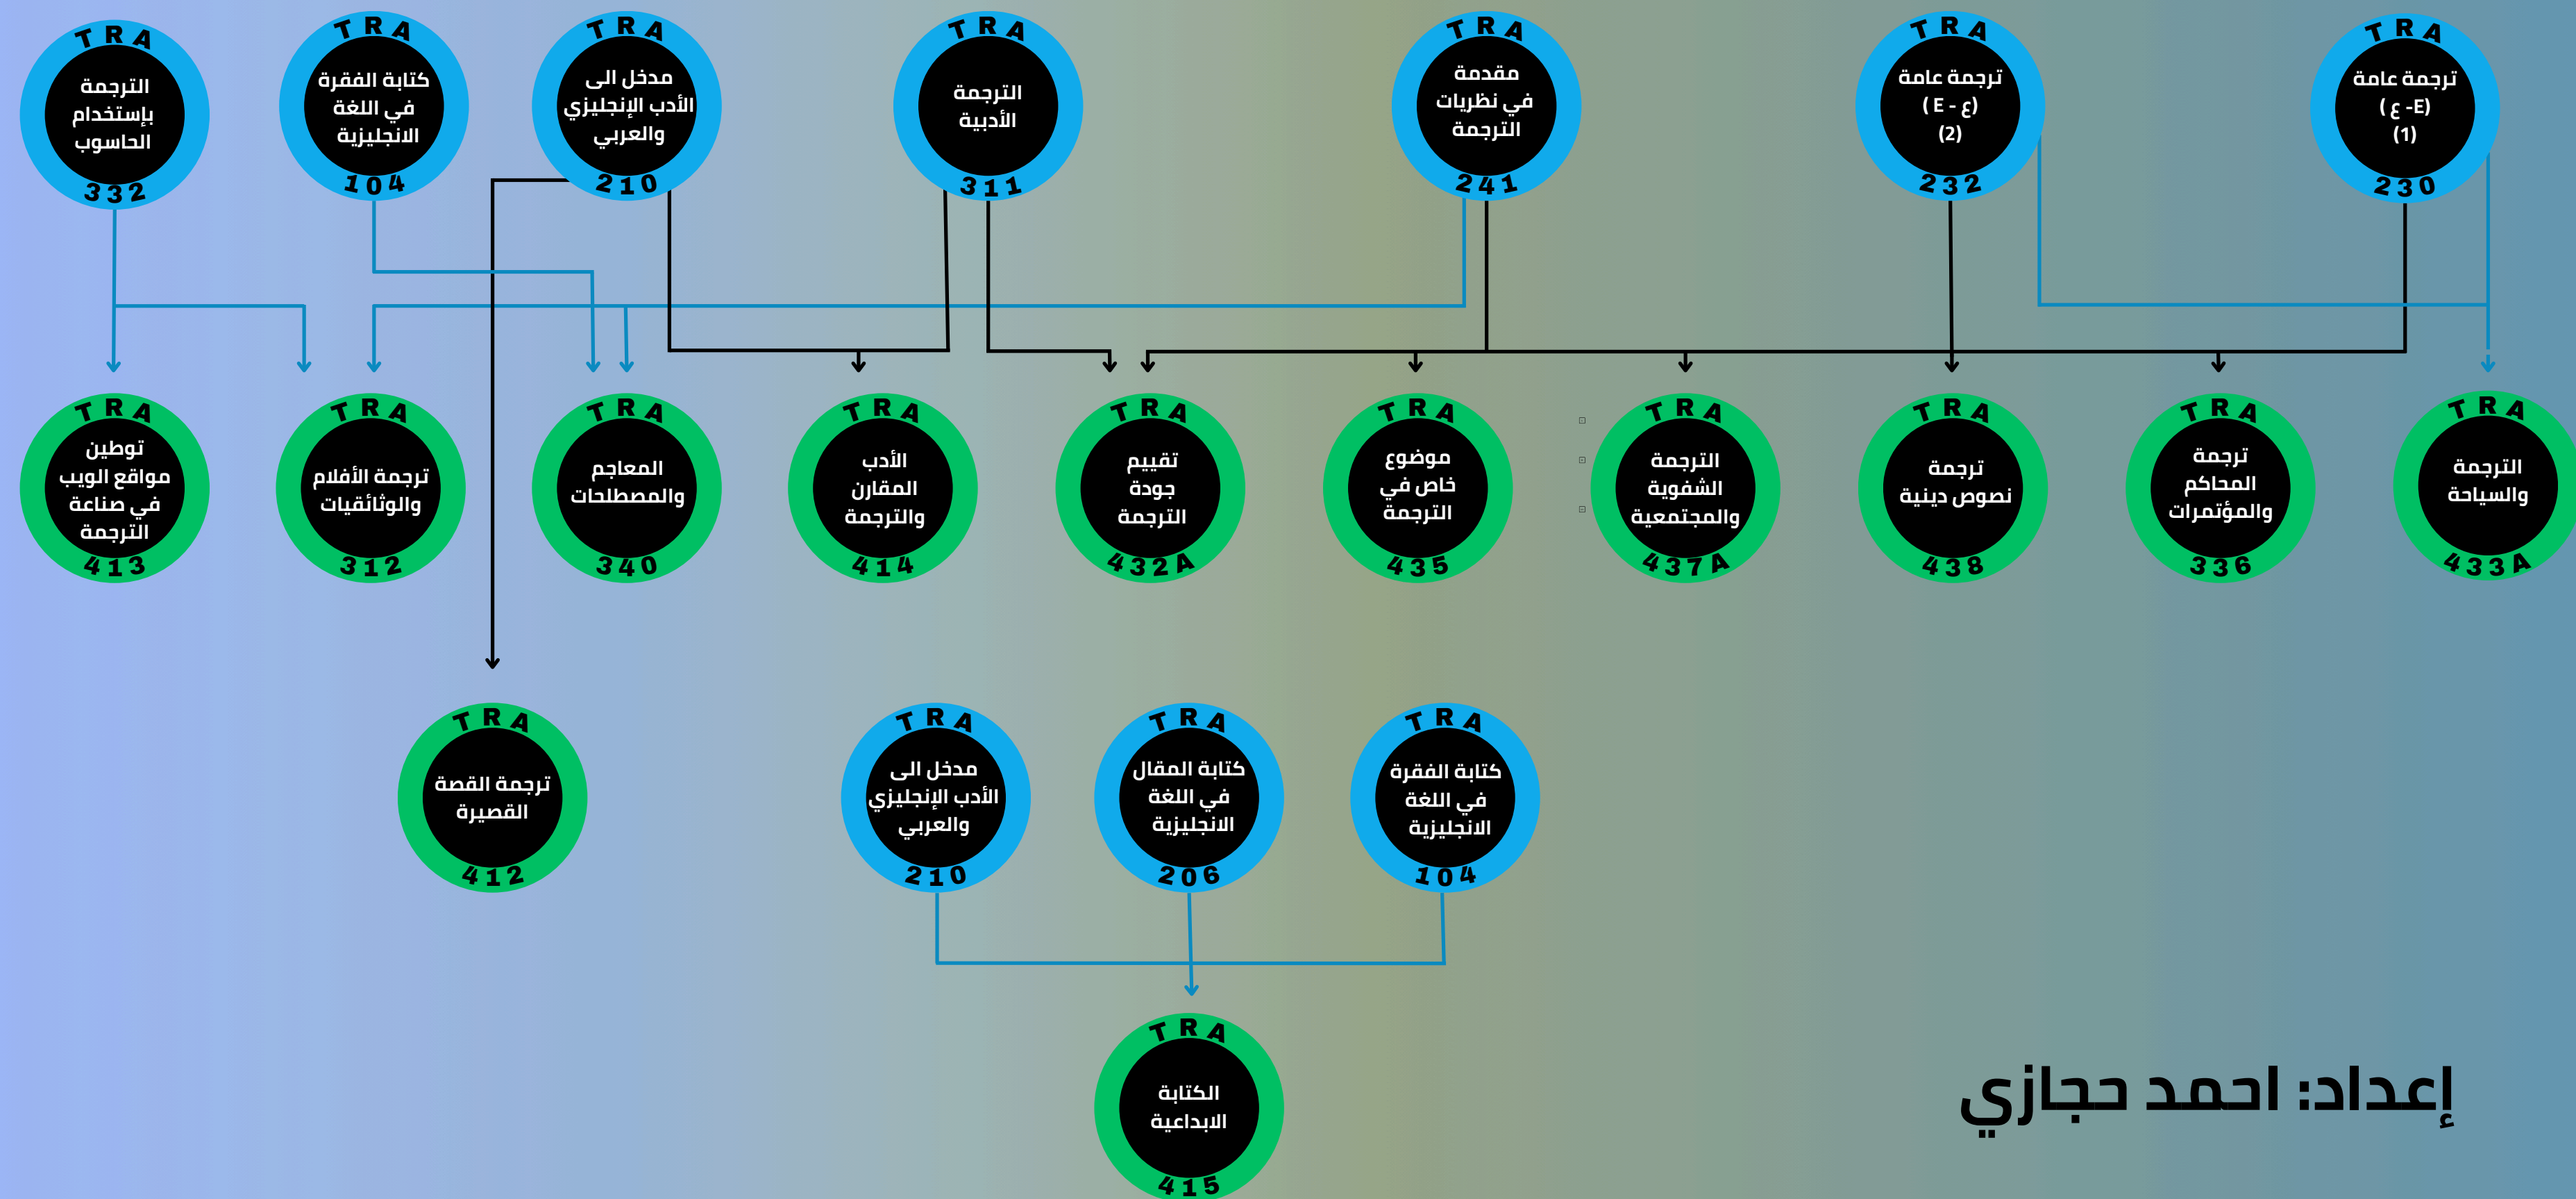 TRA
الترجمة
بإستخدام
الحاسوب
332
TRA
كتابة الفقرة
في اللغة
الانجليزية
104
TRA
مدخل الى
الأدب الإنجليزي
والعربي
210
TRA
الترجمة
الأدبية
311
TRA
مقدمة
في نظريات
الترجمة
241
TRA
ترجمة عامة
(ع - E )
(2)
232
TRA
ترجمة عامة
(E- ع )
(1)
230
TRA
توطين
مواقع الويب
في صناعة
الترجمة
413
TRA
ترجمة الأفلام
والوثائقيات
312
TRA
المعاجم
والمصطلحات
340
TRA
الأدب
المقارن
والترجمة
414
TRA
تقييم
جودة
الترجمة
432A
TRA
موضوع
خاص في
الترجمة
435
TRA
الترجمة
الشفوية
والمجتمعية
437A
TRA
ترجمة
نصوص دينية
438
TRA
ترجمة
المحاكم
والمؤتمرات
336
TRA
الترجمة
والسياحة
433A
TRA
ترجمة القصة
القصيرة
412
TRA
مدخل الى
الأدب الإنجليزي
والعربي
210
TRA
كتابة المقال
في اللغة
الانجليزية
206
TRA
كتابة الفقرة
في اللغة
الانجليزية
104
TRA
الكتابة
الابداعية
415
إعداد: احمد حجازي